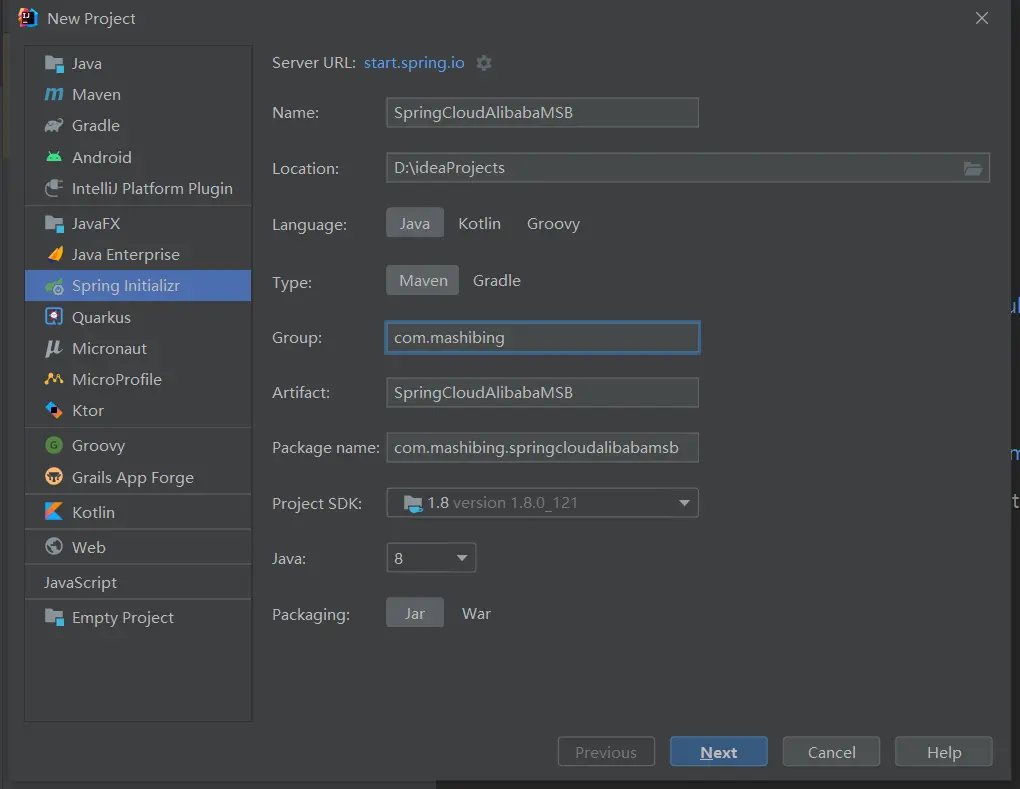 New Project
Java
Maven
Gradle
Android
IntelliJ Platform Plugin
JavaFX
Java Enterprise
Spring Initializr
Quarkus
Micronaut
MicroProfile
Ktor
Groovy
Grails App Forge
Kotlin
Web
JavaScript
Empty Project
Server URL: start.spring.io
Name: SpringCloudAlibabaMSB
Location: D:\ideaProjects
Language: Java Kotlin Groovy
Type: Maven Gradle
Group: com.mashibing
Artifact: SpringCloudAlibabaMSB
Package name: com.mashibing.springcloudalibabamsb
Project SDK: 1.8 version 1.8.0_121
Java: 8
Packaging: Jar War
Previous Next Cancel Help